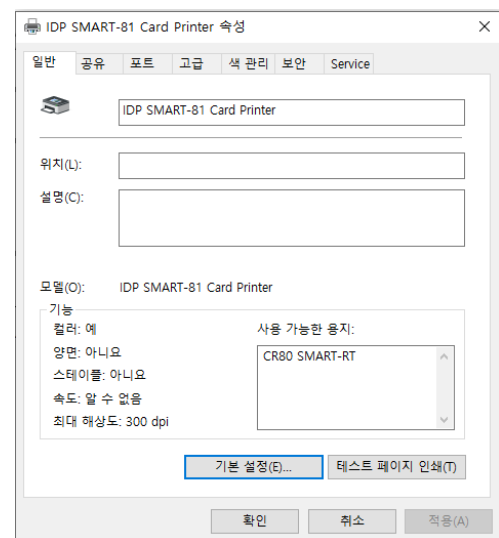 IDP SMART-81 Card Printer 속성
일반 공유 포트 고급 색 관리 보안 Service
IDP SMART-81 Card Printer
위치(L):
설명(C):
모델(O): IDP SMART-81 Card Printer
기능
컬러: 예 사용 가능한 용지:
양면: 아니요 CR80 SMART-RT
스테이플: 아니요
속도: 알 수 없음
최대 해상도: 300 dpi
기본 설정(E)... 테스트 페이지 인쇄(T)
확인 취소 적용(A)